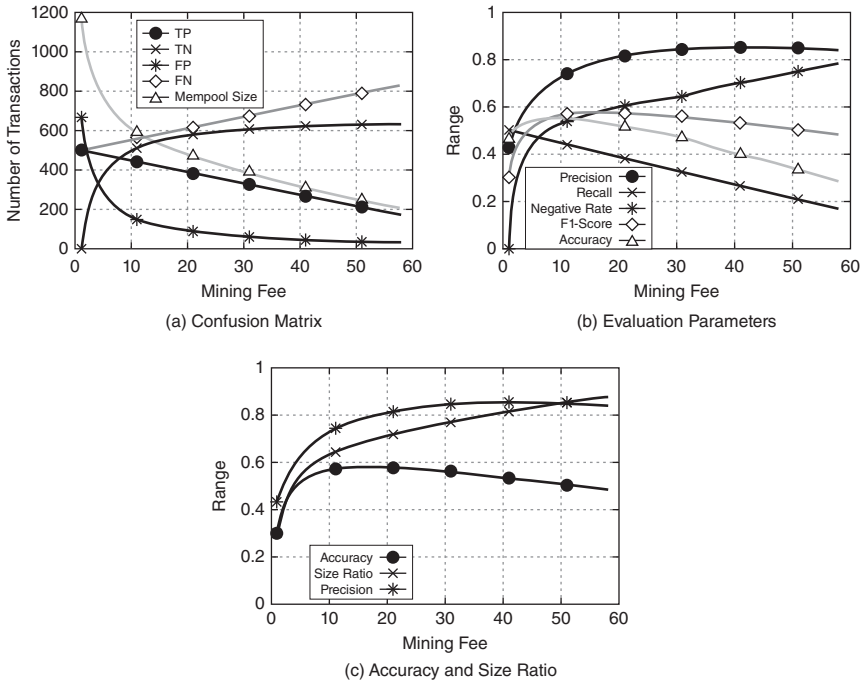 1200
1000
800
600
400
200
0
Number of Transactions
TP
TN
FP
FN
Mempool Size
0 10 20 30 40 50 60
Mining Fee
(a) Confusion Matrix
1
0.8
0.6
0.4
0.2
0
Range
Precision
Recall
Negative Rate
F1-Score
Accuracy
0 10 20 30 40 50 60
Mining Fee
(b) Evaluation Parameters
1
0.8
0.6
0.4
0.2
0
Range
Accuracy
Size Ratio
Precision
0 10 20 30 40 50 60
Mining Fee
(c) Accuracy and Size Ratio